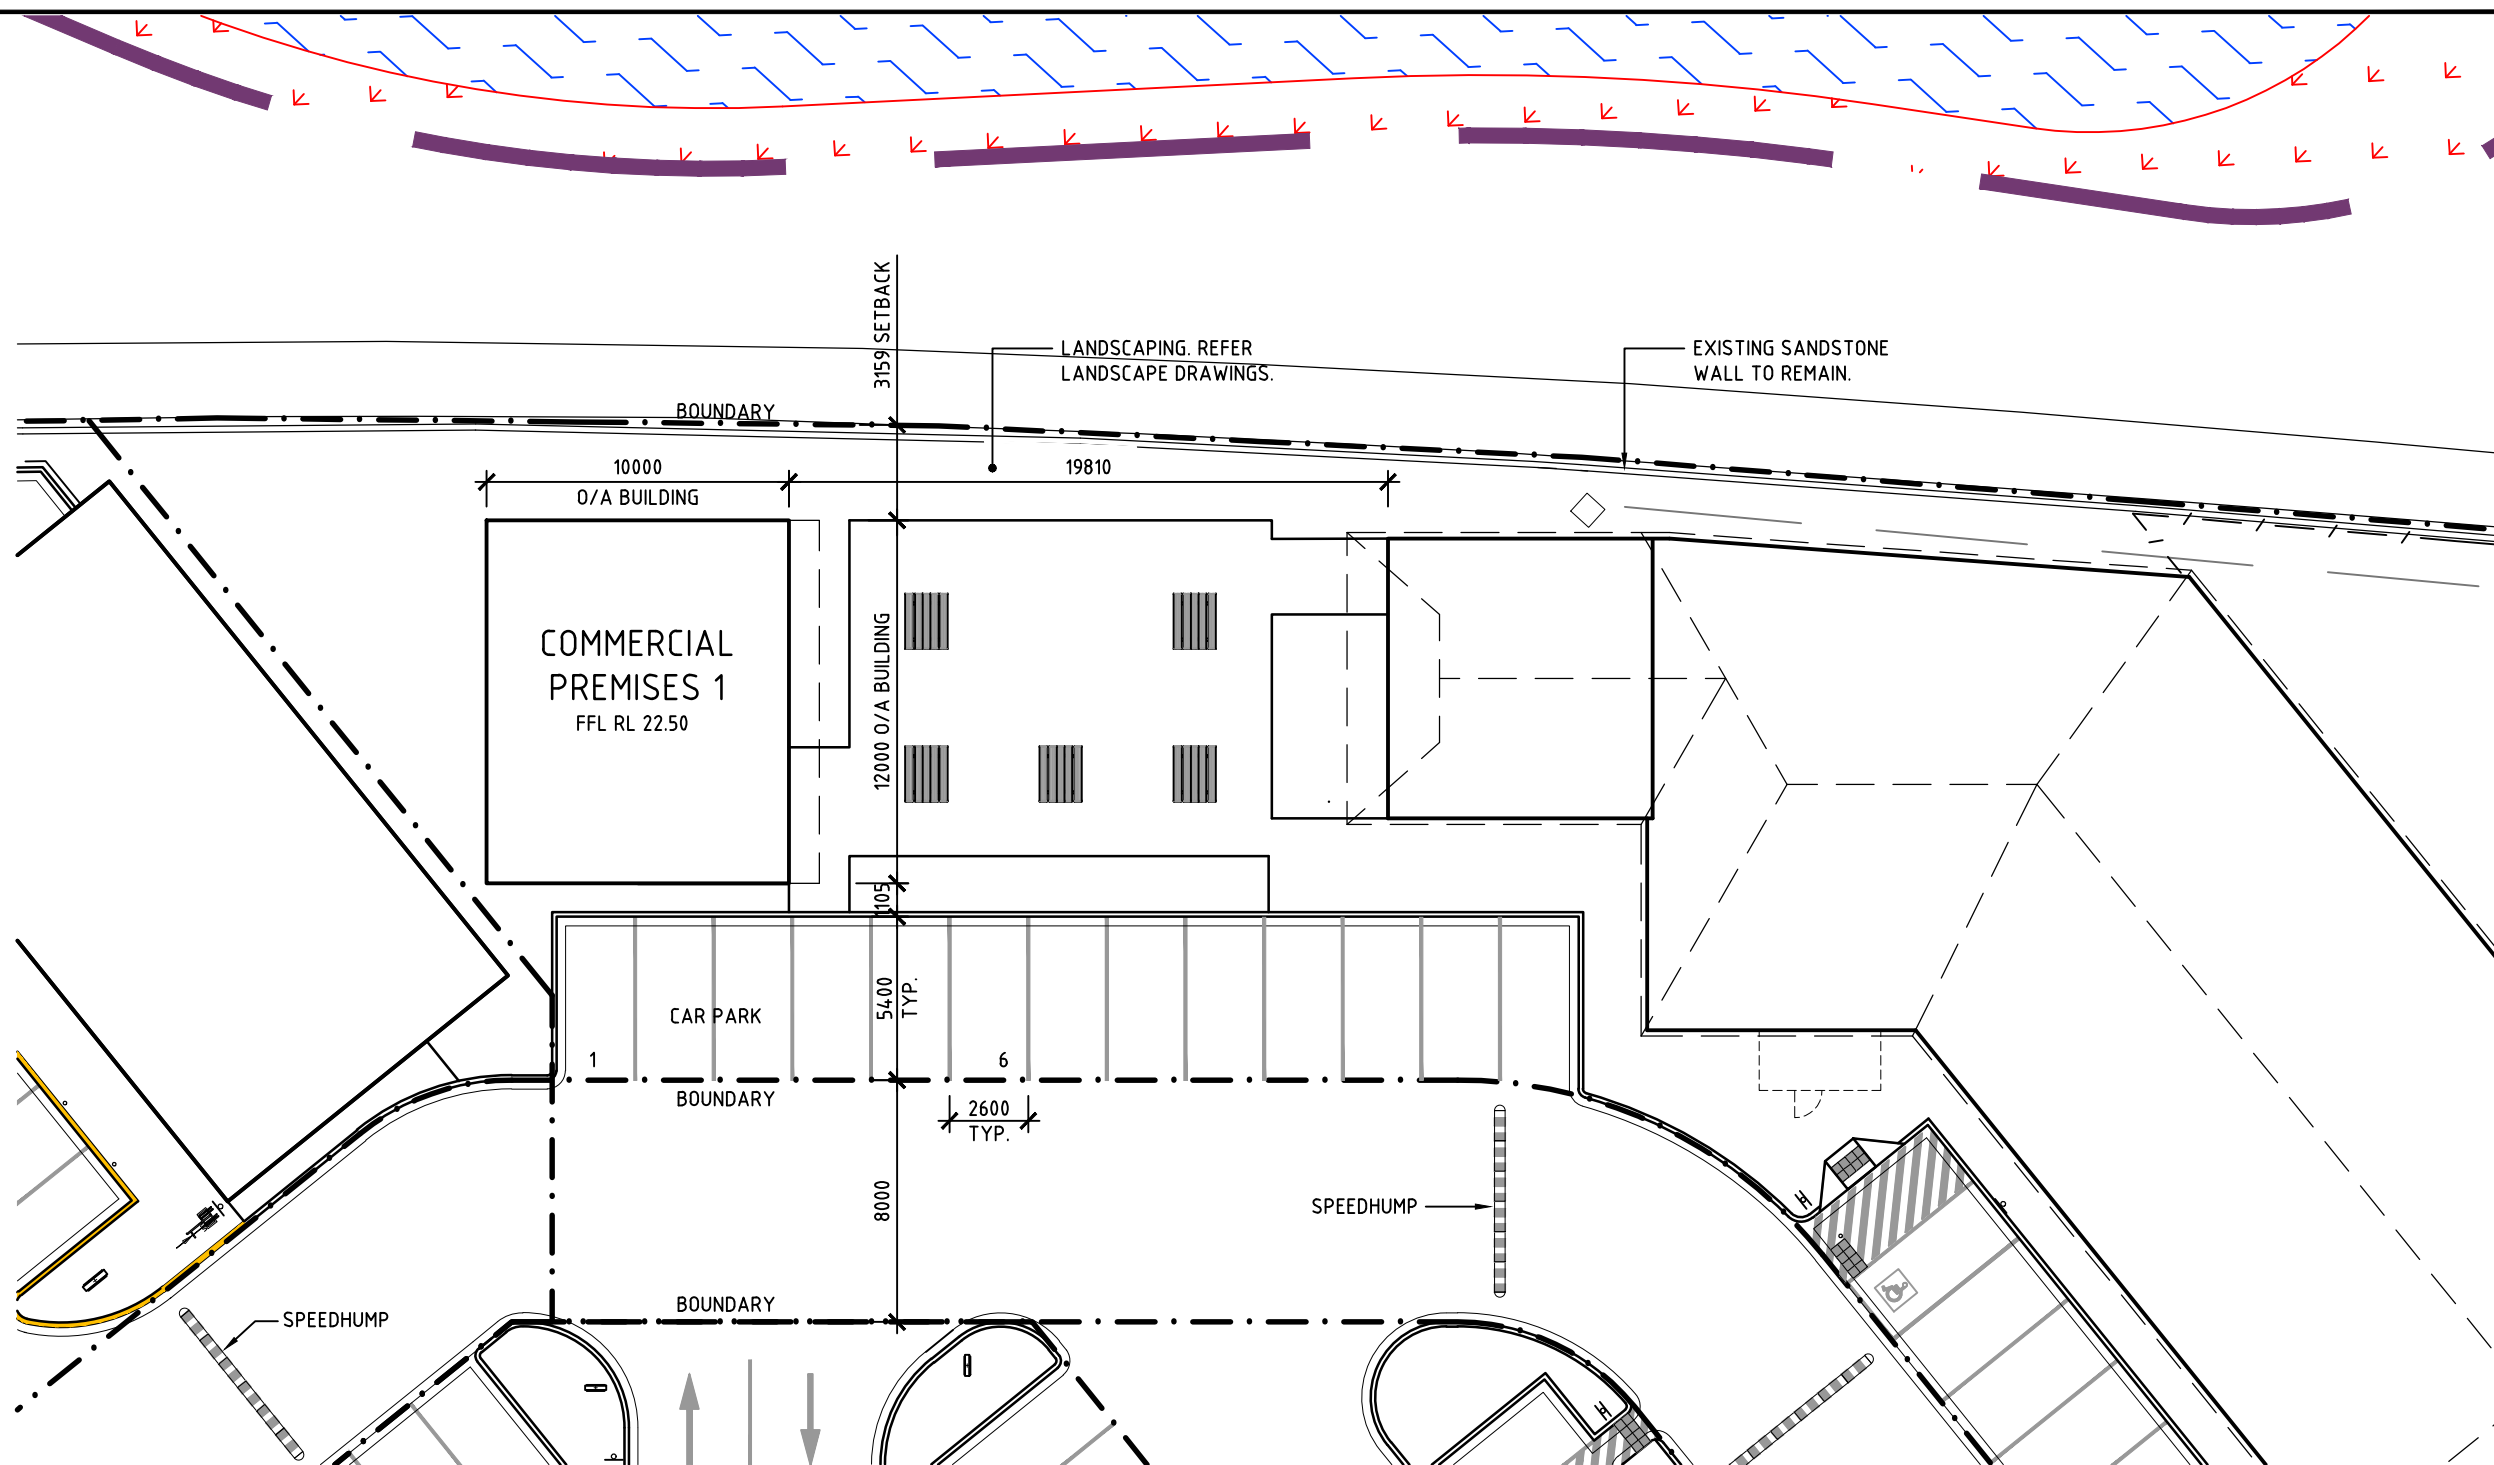 3159 SETBACK
LANDSCAPING. REFER
LANDSCAPE DRAWINGS.
EXISTING SANDSTONE
WALL TO REMAIN.
BOUNDARY
10000
O/A BUILDING
19810
COMMERCIAL
PREMISES 1
FFL RL 22.50
12000 O/A BUILDING
1105
5400
TYP.
CAR PARK
1
6
BOUNDARY
2600
TYP.
8000
SPEEDHUMP
BOUNDARY
SPEEDHUMP